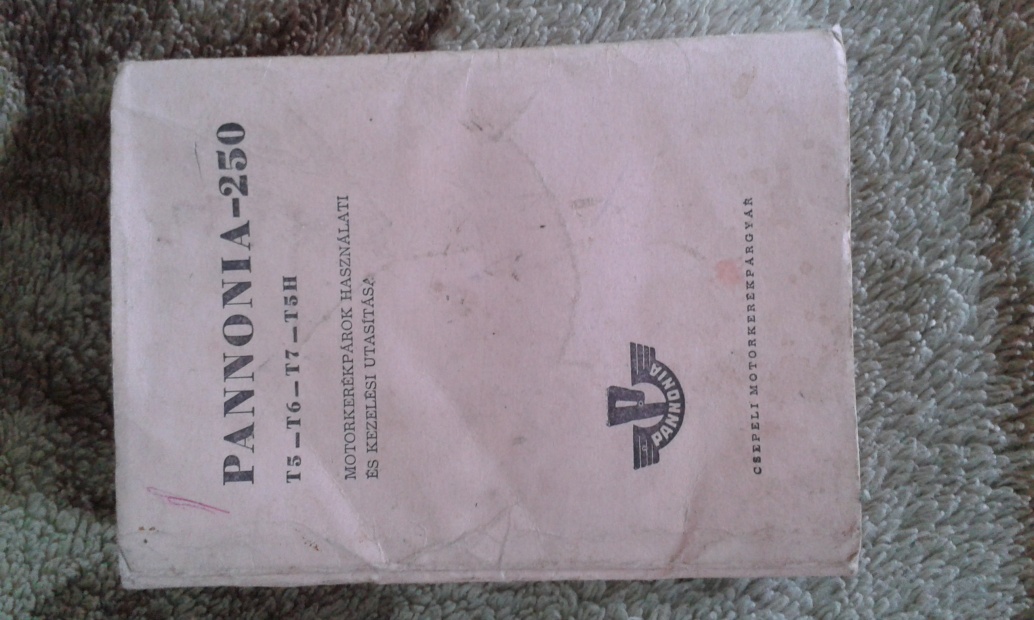 PANNONIA-250
T5–T6–T7–T5H
MOTORKERÉKPÁROK HASZNÁLATI
ÉS KEZELÉSI UTASÍTÁSA
P
PANNONIA
CSEPELI MOTORKERÉKPÁRGYÁR